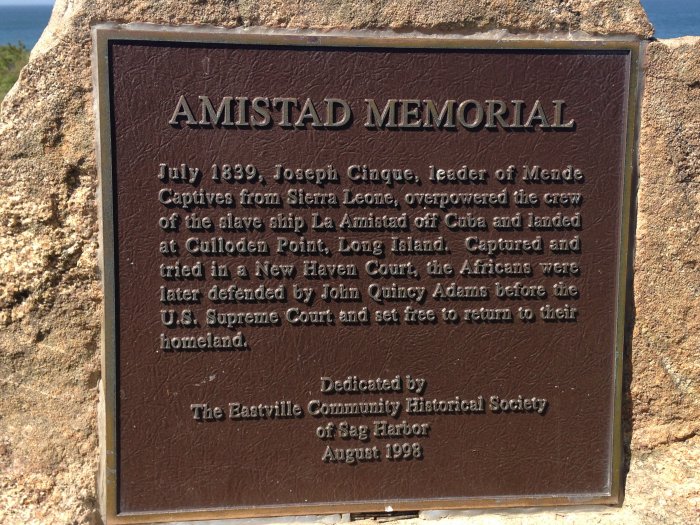 AMISTAD MEMORIAL
July 1839, Joseph Cinque, leader of Mende
Captives from Sierra Leone, overpowered the crew
of the slave ship La Amistad off Cuba and landed
at Culloden Point, Long Island. Captured and
tried in a New Haven Court, the Africans were
later defended by John Quincy Adams before the
U.S. Supreme Court and set free to return to their
homeland.
Dedicated by
The Eastville Community Historical Society
of Sag Harbor
August 1998